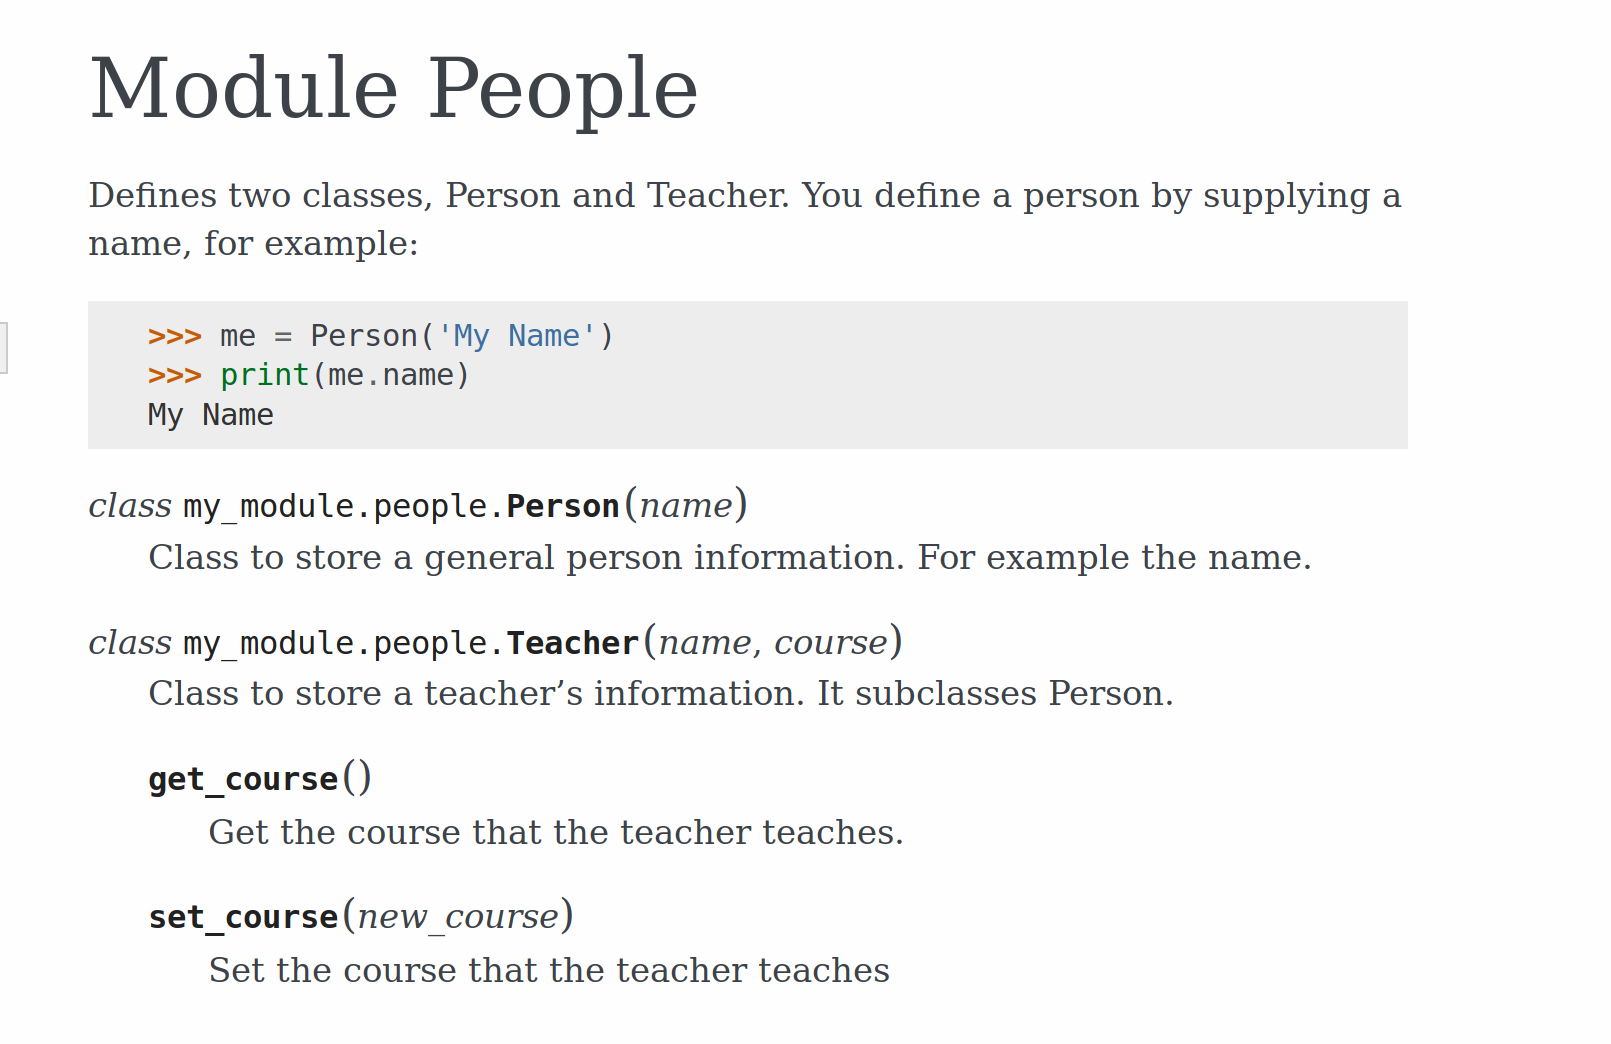 Module People
Defines two classes, Person and Teacher. You define a person by supplying a
name, for example:
>>> me = Person('My Name')
>>> print(me.name)
My Name
class my_module.people.Person(name)
Class to store a general person information. For example the name.
class my_module.people.Teacher(name, course)
Class to store a teacher’s information. It subclasses Person.
get_course()
Get the course that the teacher teaches.
set_course(new_course)
Set the course that the teacher teaches